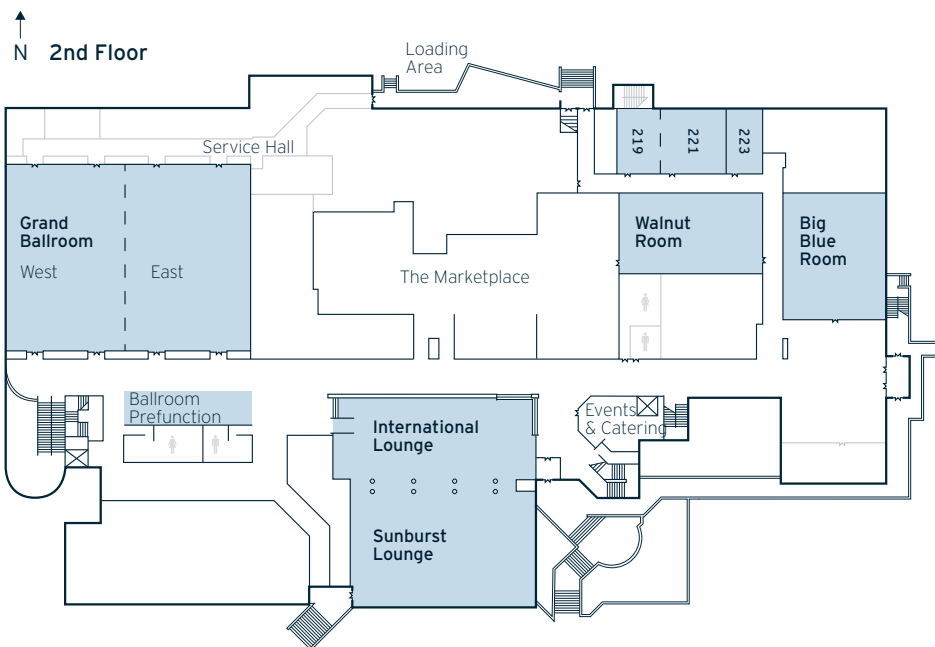 N 2nd Floor
Loading
Area
Service Hall
219
221
223
Grand
Ballroom
West
East
The Marketplace
Walnut
Room
Big
Blue
Room
Ballroom
Prefunction
International
Lounge
Events
& Catering
Sunburst
Lounge